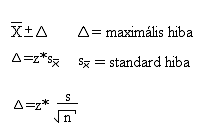 X̅ ± Δ Δ = maximális hiba
Δ=z*s_x̅ s_x̅ = standard hiba
Δ=z* s/√n